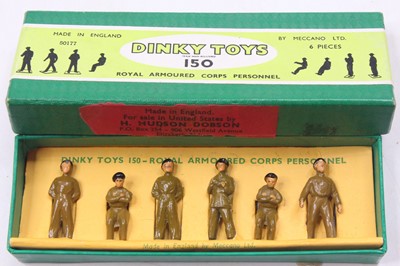 MADE IN ENGLAND
50177
DINKY TOYS
150
BY MECCANO LTD.
6 PIECES
ROYAL ARMOURED CORPS PERSONNEL
Made in England.
For sale in United States by
H. HUDSON DOBSON
P.O. Box
DINKY TOYS 150 - ROYAL ARMOURED CORPS PERSONNEL
Made in England by Meccano Ltd.